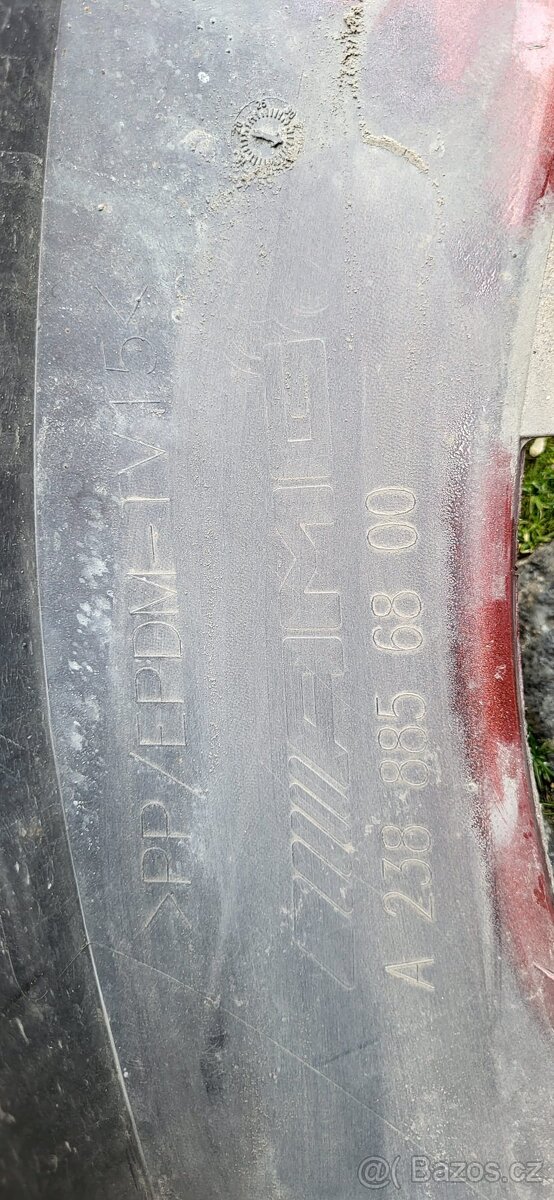 >PP/EPDM-TV15<
AMG
A 238 885 68 00
@ Bazos.cz